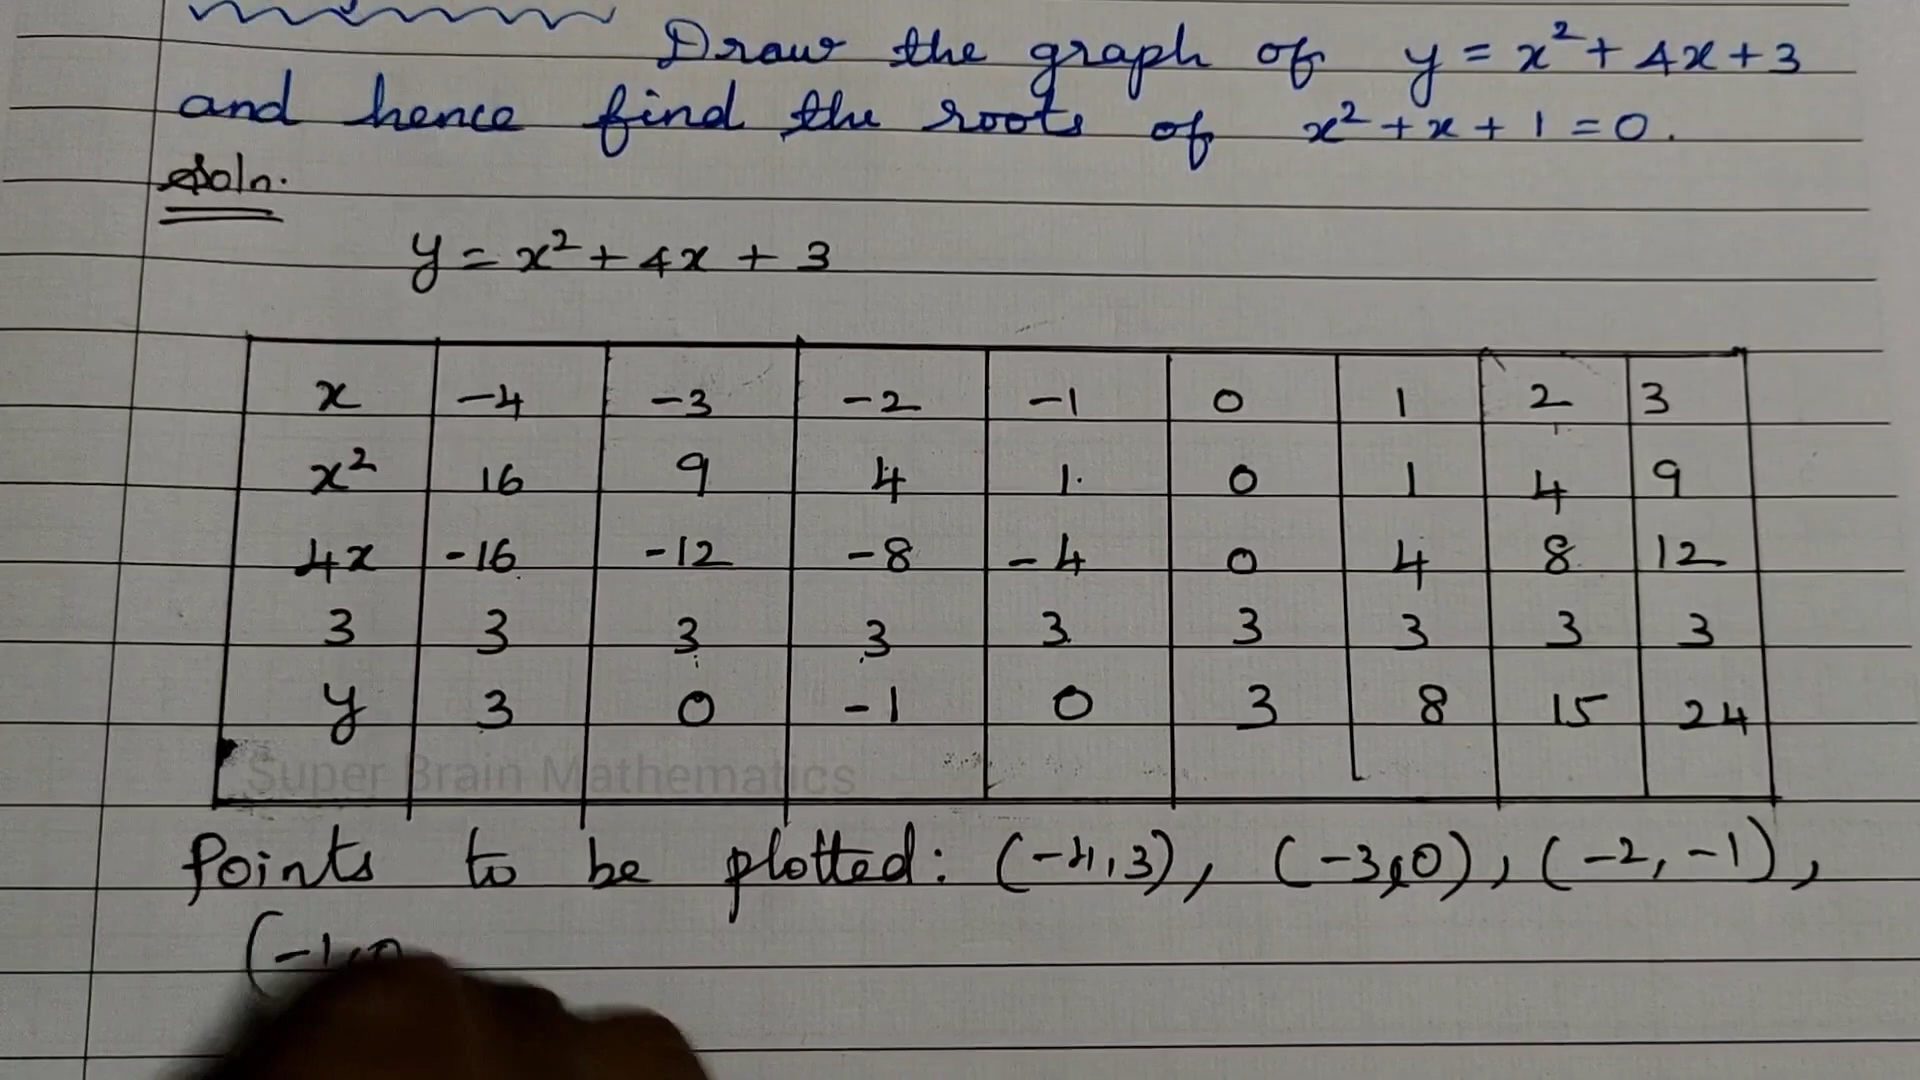 Draw the graph of y = x² + 4x + 3
and hence find the roots of x² + x + 1 = 0.
Soln.
y = x² + 4x + 3
x -4 -3 -2 -1 0 1 2 3
x² 16 9 4 1 0 1 4 9
4x -16 -12 -8 -4 0 4 8 12
3 3 3 3 3 3 3 3 3
y 3 0 -1 0 3 8 15 24
Super Brain Mathematics
Points to be plotted: (-4,3), (-3,0), (-2,-1),
(-1,0